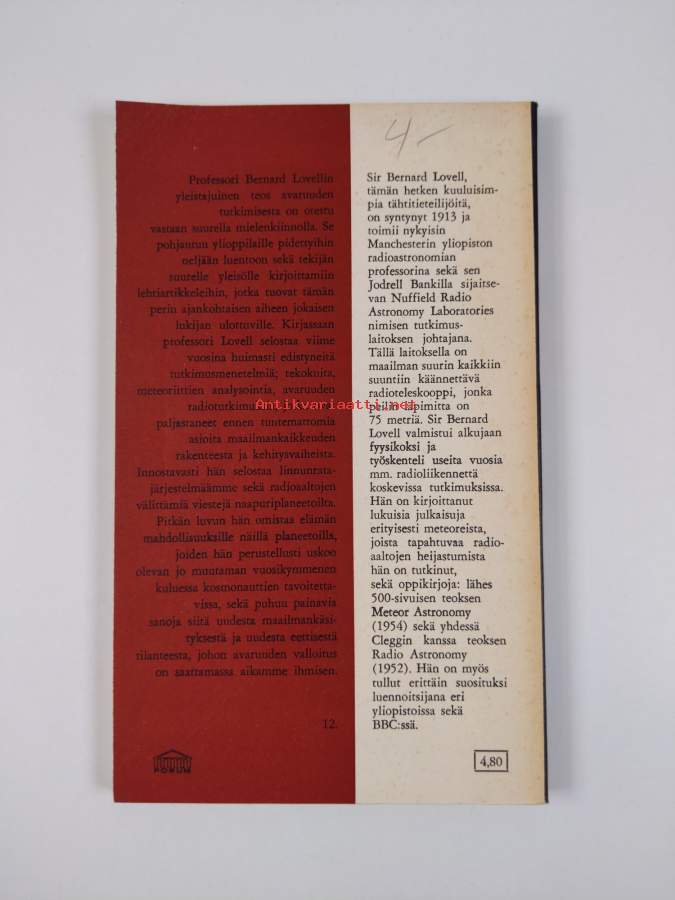 4-
Professori Bernard Lovellin
yleistajuinen teos avaruuden
tutkimisesta on otettu
vastaan suurella mielenkiinnolla. Se
pohjautuu ylioppilaille pidettyihin
neljään luentoon sekä tekijän
suurelle yleisölle kirjoittamiin
lehtiartikkeleihin, jotka tuovat tämän
perin ajankohtaisen aiheen jokaisen
lukijan ulottuville. Kirjassaan
professori Lovell selostaa viime
vuosina huimasti edistyneitä
tutkimusmenetelmiä; tekokuita,
meteoriittien analysointia, avaruuden
radiotutkimusta,
paljastaneet ennen tuntemattomia
asioita maailmankaikkeuden
rakenteesta ja kehitysvaiheista.
Innostavasti hän selostaa linnunrata-
järjestelmäämme sekä radioaaltojen
välittämiä viestejä naapuriplaneetoilta.
Pitkän luvun hän omistaa elämän
mahdollisuuksille näillä planeetoilla,
joiden hän perustellusti uskoo
olevan jo muutaman vuosikymmenen
kuluessa kosmonauttien tavoitetta-
vissa, sekä puhuu painavia
sanoja siitä uudesta maailmankäsi-
tyksestä ja uudesta eettisestä
tilanteesta, johon avaruuden valloitus
on saattamassa aikamme ihmisen.
12.
FORUM
Sir Bernard Lovell,
tämän hetken kuuluisim-
pia tähtitieteilijöitä,
on syntynyt 1913 ja
toimii nykyisin
Manchesterin yliopiston
radioastronomian
professorina sekä sen
Jodrell Bankilla sijaitse-
van Nuffield Radio
Astronomy Laboratories
nimisen tutkimus-
laitoksen johtajana.
Tällä laitoksella on
maailman suurin kaikkiin
suuntiin käännettävä
radioteleskooppi, jonka
peilin läpimitta on
75 metriä. Sir Bernard
Lovell valmistui alkujaan
fyysikoksi ja
työskenteli useita vuosia
mm. radioliikennettä
koskevissa tutkimuksissa.
Hän on kirjoittanut
lukuisia julkaisuja
erityisesti meteoreista,
joista tapahtuvaa radio-
aaltojen heijastumista
hän on tutkinut,
sekä oppikirjoja: lähes
500-sivuisen teoksen
Meteor Astronomy
(1954) sekä yhdessä
Cleggin kanssa teoksen
Radio Astronomy
(1952). Hän on myös
tullut erittäin suosituksi
luennoitsijana eri
yliopistoissa sekä
BBC:ssä.
4,80
Antikvariaatti.net